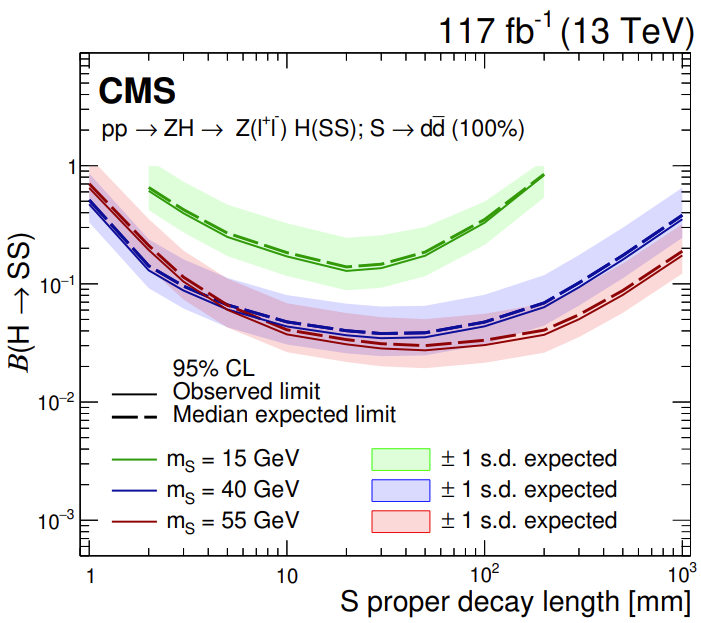 117 fb⁻¹ (13 TeV)
CMS
pp → ZH → Z(l⁺l⁻) H(SS); S → dd̅ (100%)
1
10⁻¹
10⁻²
10⁻³
B(H → SS)
95% CL
Observed limit
Median expected limit
m_S = 15 GeV
± 1 s.d. expected
m_S = 40 GeV
± 1 s.d. expected
m_S = 55 GeV
± 1 s.d. expected
1
10
10²
10³
S proper decay length [mm]